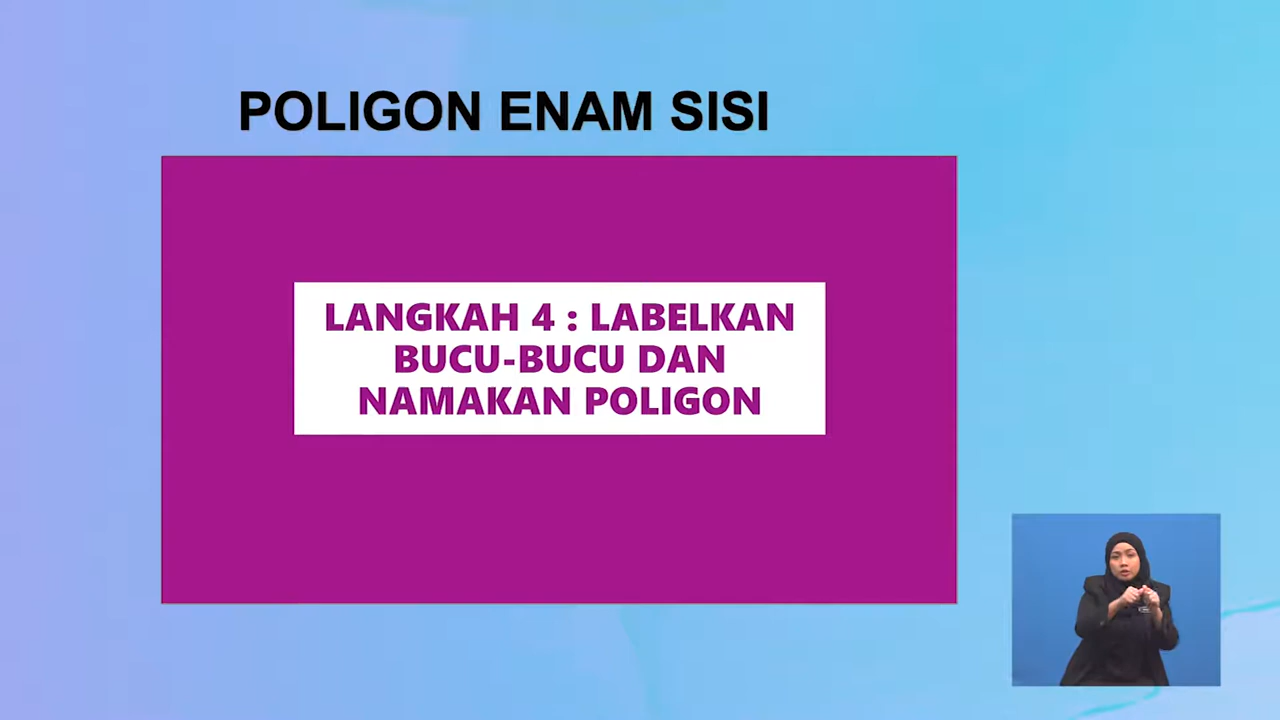 POLIGON ENAM SISI
LANGKAH 4 : LABELKAN
BUCU-BUCU DAN
NAMAKAN POLIGON